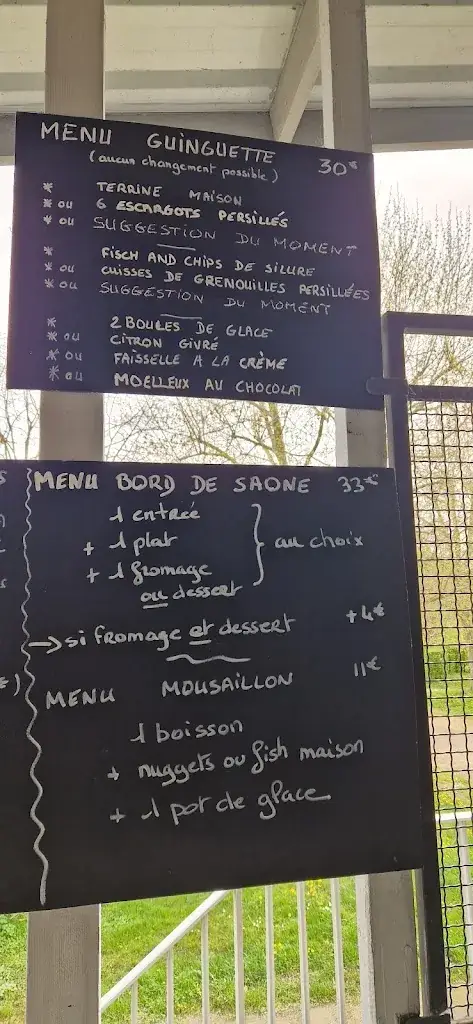 MENU GUINGUETTE 30€
(aucun changement possible)
* TERRINE MAISON
* ou 6 ESCARGOTS PERSILLÉS
* ou SUGGESTION DU MOMENT
* FISCH AND CHIPS DE SILURE
* ou CUISSES DE GRENOUILLES PERSILLÉES
* ou SUGGESTION DU MOMENT
* 2 BOULES DE GLACE
* ou CITRON GIVRÉ
* ou FAISSELLE A LA CRÈME
* ou MOELLEUX AU CHOCOLAT
MENU BORD DE SAONE 33€
1 entrée
+ 1 plat
au choix
+ 1 fromage
ou dessert
→ si fromage et dessert +4€
MENU MOUSAILLON 11€
1 boisson
+ nuggets ou fish maison
+ 1 pot de glace